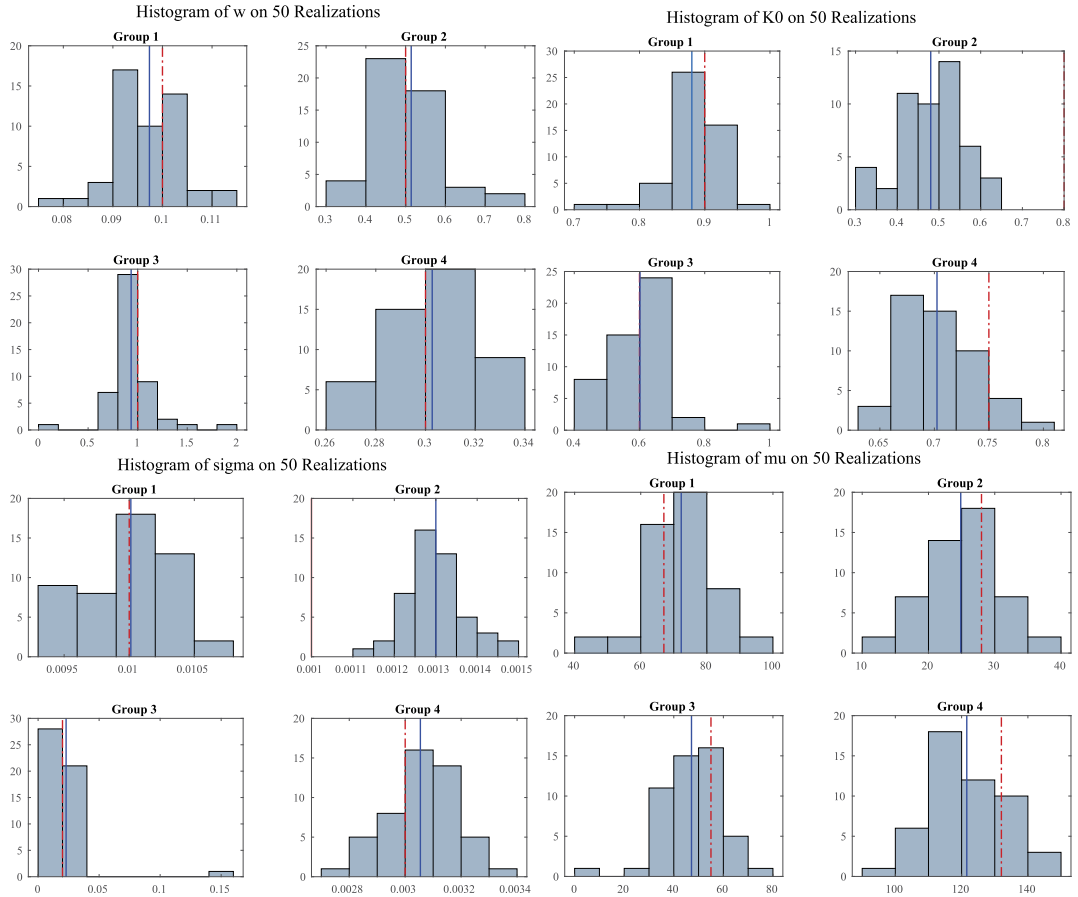 Histogram of w on 50 Realizations
Group 1
20
15
10
5
0
0.08 0.09 0.1 0.11
Group 2
25
20
15
10
5
0
0.3 0.4 0.5 0.6 0.7 0.8
Group 3
30
25
20
15
10
5
0
0 0.5 1 1.5 2
Group 4
20
15
10
5
0
0.26 0.28 0.3 0.32 0.34
Histogram of K0 on 50 Realizations
Group 1
30
25
20
15
10
5
0
0.7 0.8 0.9 1
Group 2
15
10
5
0
0.3 0.4 0.5 0.6 0.7 0.8
Group 3
25
20
15
10
5
0
0.4 0.6 0.8 1
Group 4
20
15
10
5
0
0.65 0.7 0.75 0.8
Histogram of sigma on 50 Realizations
Group 1
20
15
10
5
0
0.0095 0.01 0.0105
Group 2
20
15
10
5
0
0.001 0.0011 0.0012 0.0013 0.0014 0.0015
Group 3
30
25
20
15
10
5
0
0 0.05 0.1 0.15
Group 4
20
15
10
5
0
0.0028 0.003 0.0032 0.0034
Histogram of mu on 50 Realizations
Group 1
20
15
10
5
0
40 60 80 100
Group 2
20
15
10
5
0
10 20 30 40
Group 3
20
15
10
5
0
0 20 40 60 80
Group 4
20
15
10
5
0
100 120 140